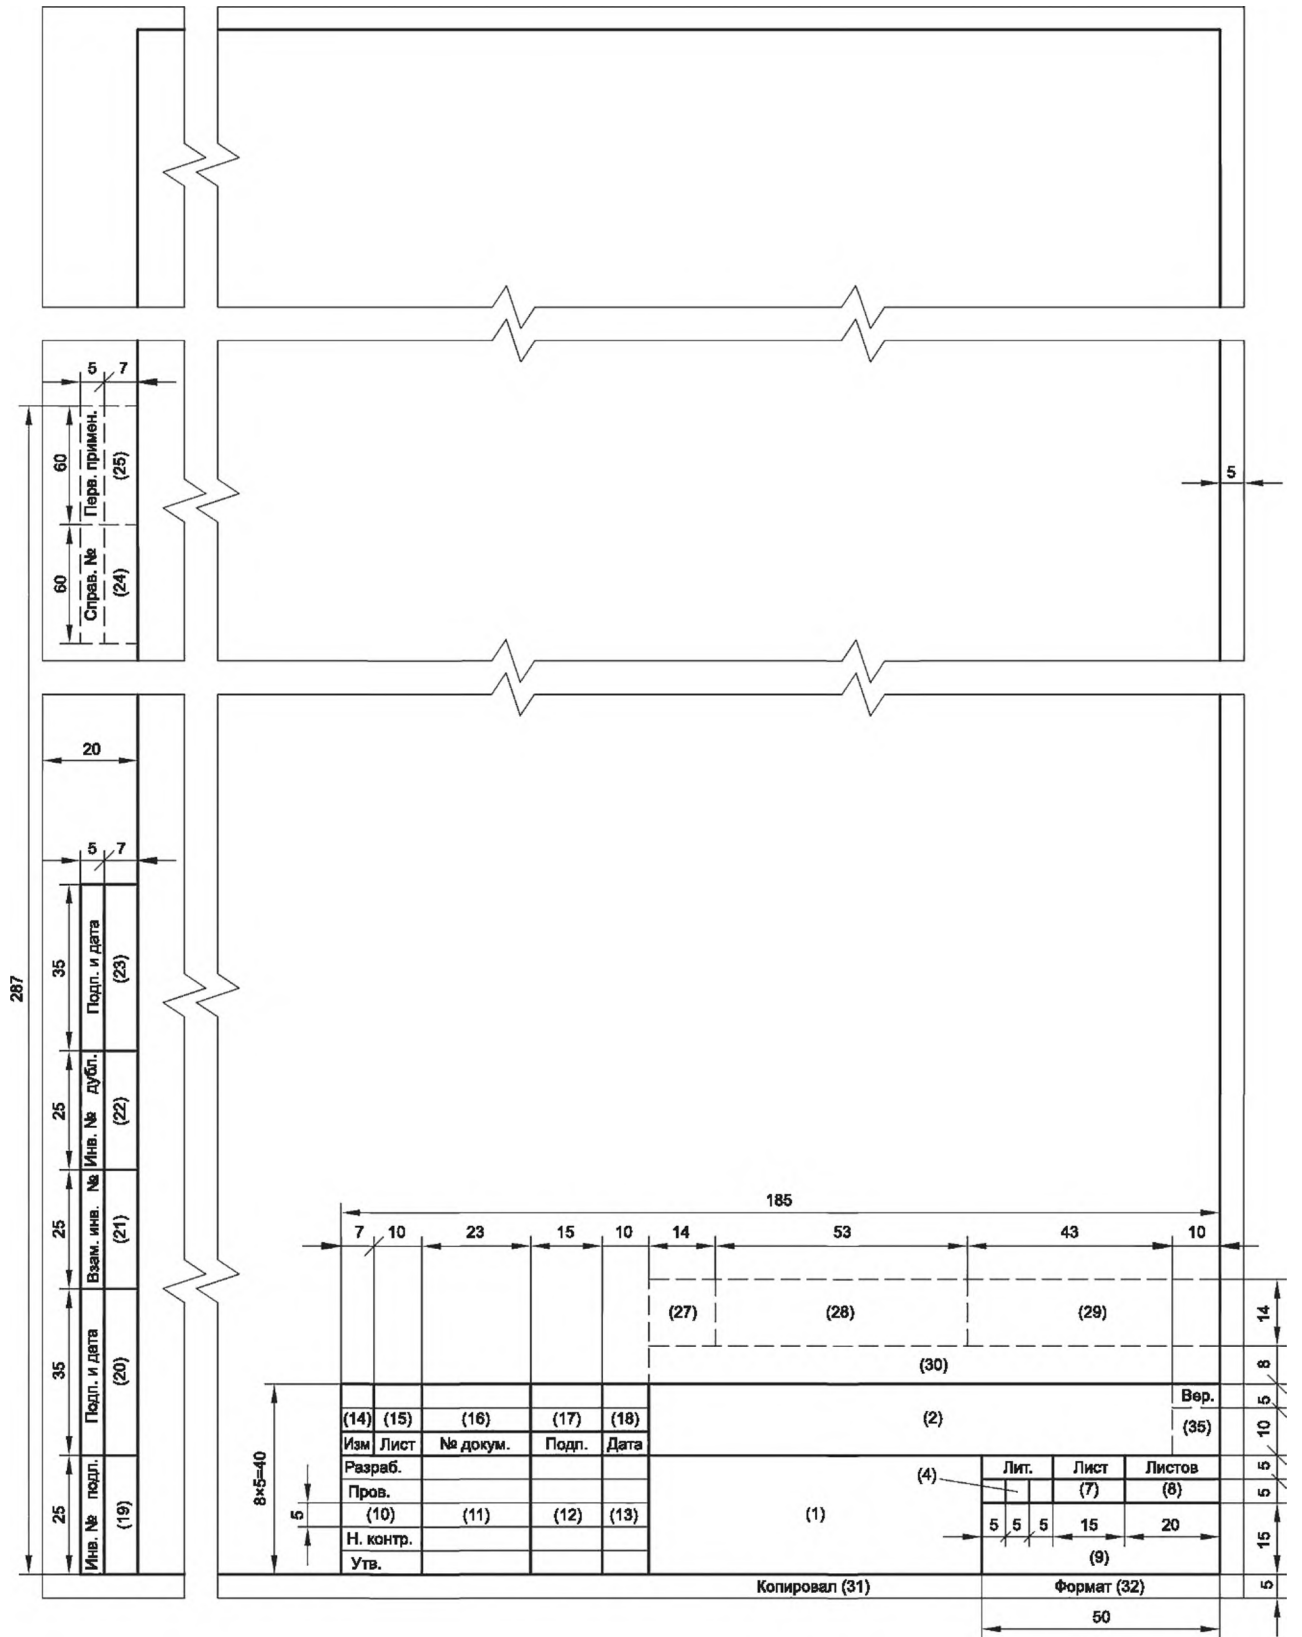 5 7
60 Перв. примен. (25)
60 Справ. № (24)
5
287
20
5 7
35 Подп. и дата (23)
25 Инв. № дубл. (22)
25 Взам. инв. № (21)
35 Подп. и дата (20)
25 Инв. № подл. (19)
185
7 10 23 15 10 14 53 43 10
(27) (28) (29) 14
(30) 8
8×5=40
Вер. 5
(14) (15) (16) (17) (18) (2) (35) 10
Изм Лист № докум. Подп. Дата
Разраб. (4) Лит. Лист Листов 5
Пров. (7) (8) 5
5 (10) (11) (12) (13) (1)
5 5 5 15 20
Н. контр. 15
Утв. (9)
Копировал (31) Формат (32) 5
50